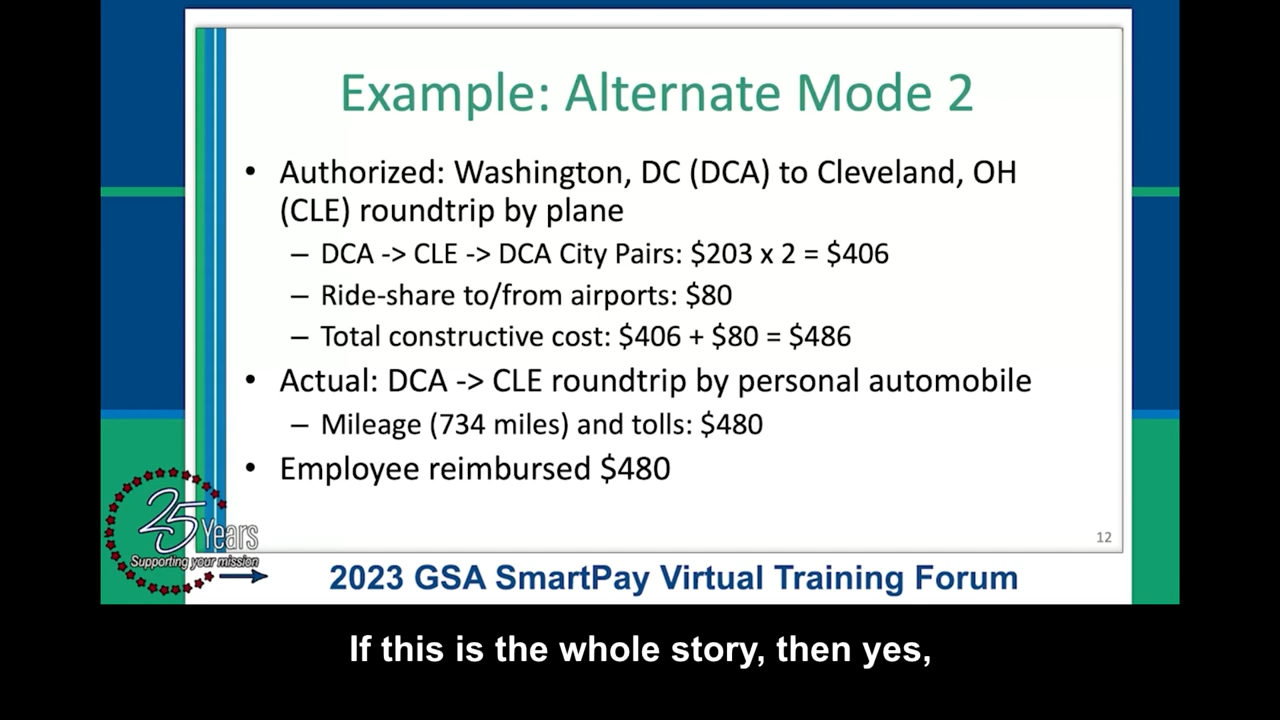 Example: Alternate Mode 2
• Authorized: Washington, DC (DCA) to Cleveland, OH
(CLE) roundtrip by plane
– DCA -> CLE -> DCA City Pairs: $203 x 2 = $406
– Ride-share to/from airports: $80
– Total constructive cost: $406 + $80 = $486
• Actual: DCA -> CLE roundtrip by personal automobile
– Mileage (734 miles) and tolls: $480
• Employee reimbursed $480
12
25 Years
Supporting your mission
2023 GSA SmartPay Virtual Training Forum
If this is the whole story, then yes,